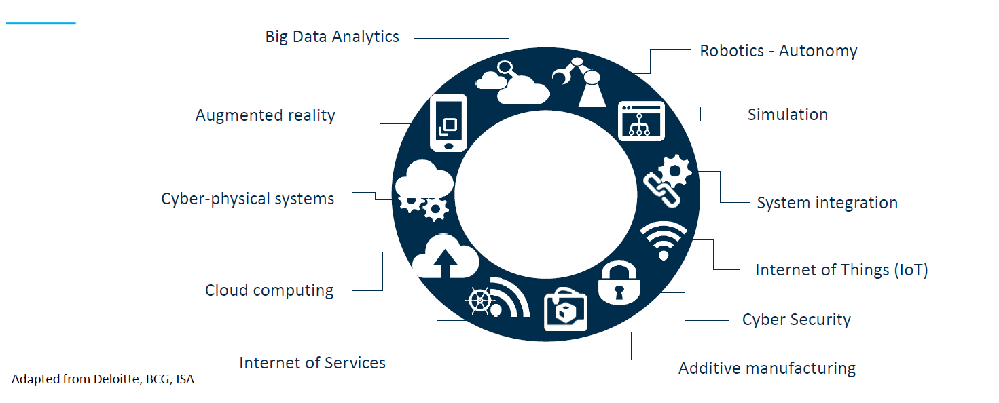 Big Data Analytics
Robotics - Autonomy
Augmented reality
Simulation
Cyber-physical systems
System integration
Internet of Things (IoT)
Cloud computing
Cyber Security
Internet of Services
Additive manufacturing
Adapted from Deloitte, BCG, ISA